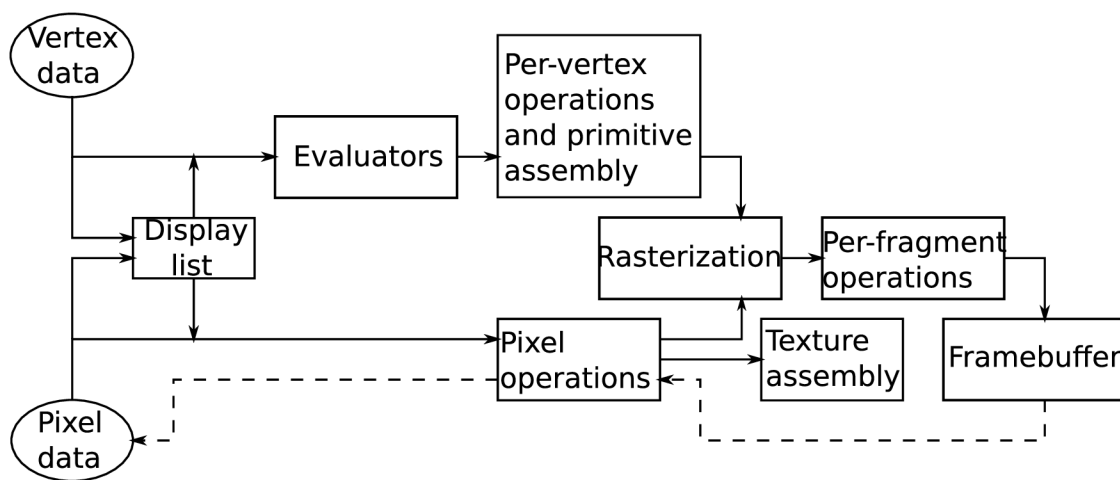 Vertex
data
Per-vertex
operations
and primitive
assembly
Evaluators
Display
list
Rasterization
Per-fragment
operations
Pixel
operations
Texture
assembly
Framebuffer
Pixel
data